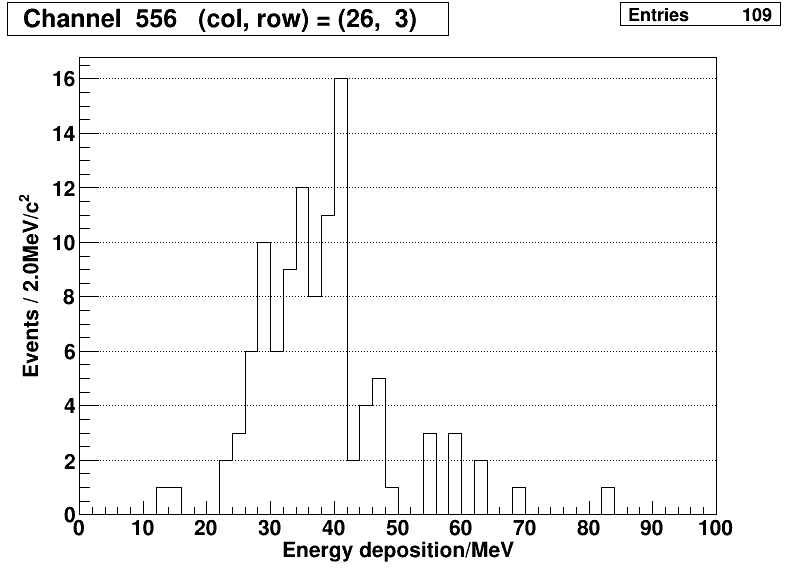 Channel 556 (col, row) = (26, 3)
Entries 109
Events / 2.0MeV/c²
16
14
12
10
8
6
4
2
0
0 10 20 30 40 50 60 70 80 90 100
Energy deposition/MeV